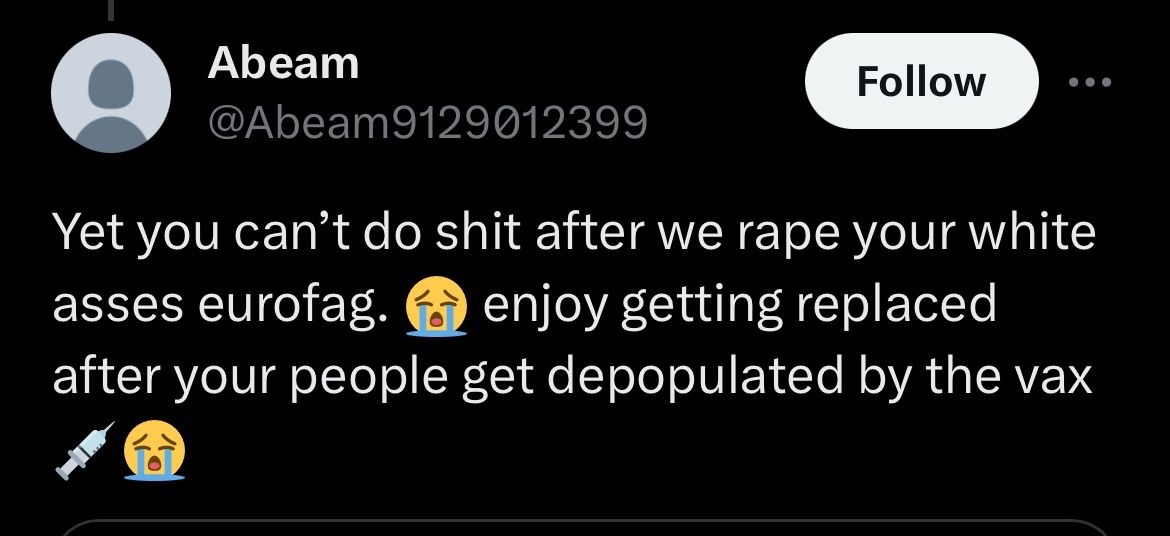 Abeam
Follow
@Abeam9129012399
Yet you can’t do shit after we rape your white
asses eurofag. 😭 enjoy getting replaced
after your people get depopulated by the vax
💉😭